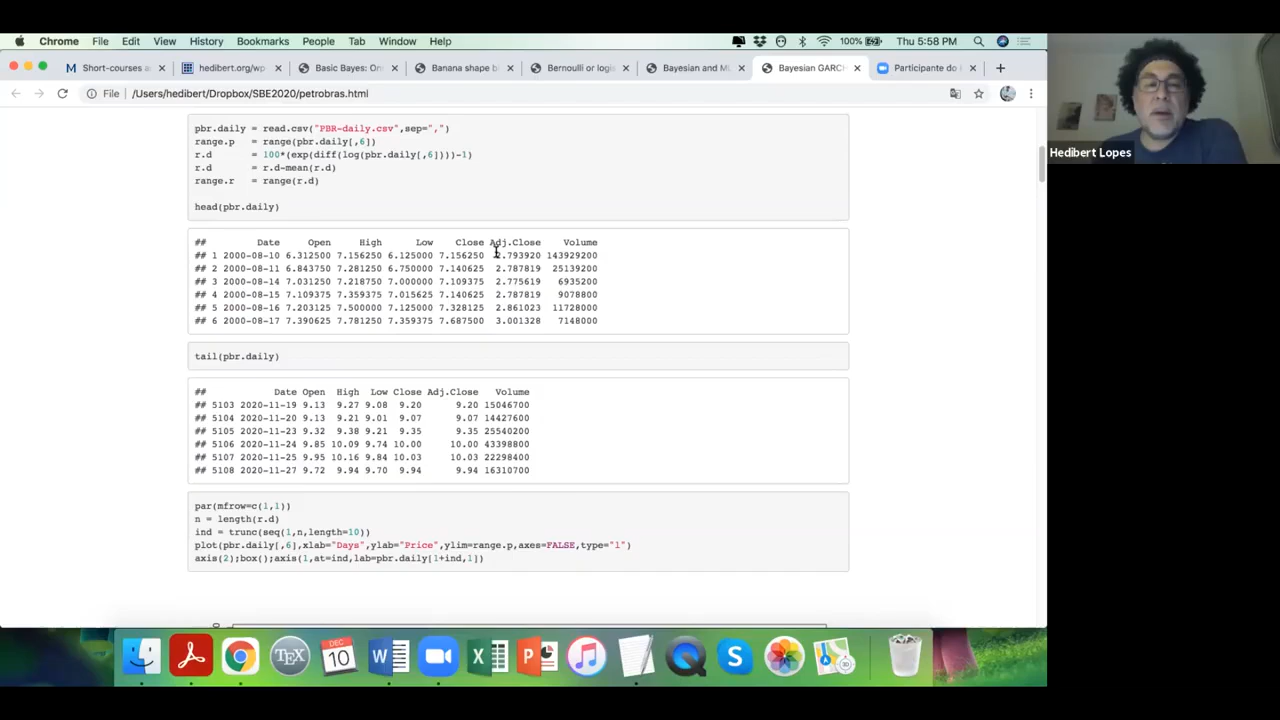 Chrome File Edit View History Bookmarks People Tab Window Help 100% Thu 5:58 PM
Short-courses a × hedibert.org/wp × Basic Bayes: On × Banana shape b × Bernoulli or logis × Bayesian and ML × Bayesian GARCH × Participante do ×
File /Users/hedibert/Dropbox/SBE2020/petrobras.html
Hedibert Lopes
pbr.daily = read.csv("PBR-daily.csv",sep=",")
range.p = range(pbr.daily[,6])
r.d = 100*(exp(diff(log(pbr.daily[,6])))-1)
r.d = r.d-mean(r.d)
range.r = range(r.d)
head(pbr.daily)
## Date Open High Low Close Adj.Close Volume
## 1 2000-08-10 6.312500 7.156250 6.125000 7.156250 2.793920 143929200
## 2 2000-08-11 6.843750 7.281250 6.750000 7.140625 2.787819 25139200
## 3 2000-08-14 7.031250 7.218750 7.000000 7.109375 2.775619 6935200
## 4 2000-08-15 7.109375 7.359375 7.015625 7.140625 2.787819 9078800
## 5 2000-08-16 7.203125 7.500000 7.125000 7.328125 2.861023 11728000
## 6 2000-08-17 7.390625 7.781250 7.359375 7.687500 3.001328 7148000
tail(pbr.daily)
## Date Open High Low Close Adj.Close Volume
## 5103 2020-11-19 9.13 9.27 9.08 9.20 9.20 15046700
## 5104 2020-11-20 9.13 9.21 9.01 9.07 9.07 14427600
## 5105 2020-11-23 9.32 9.38 9.21 9.35 9.35 25540200
## 5106 2020-11-24 9.85 10.09 9.74 10.00 10.00 43398800
## 5107 2020-11-25 9.95 10.16 9.84 10.03 10.03 22298400
## 5108 2020-11-27 9.72 9.94 9.70 9.94 9.94 16310700
par(mfrow=c(1,1))
n = length(r.d)
ind = trunc(seq(1,n,length=10))
plot(pbr.daily[,6],xlab="Days",ylab="Price",ylim=range.p,axes=FALSE,type="l")
axis(2);box();axis(1,at=ind,lab=pbr.daily[1+ind,1])
TEX
DEC
10